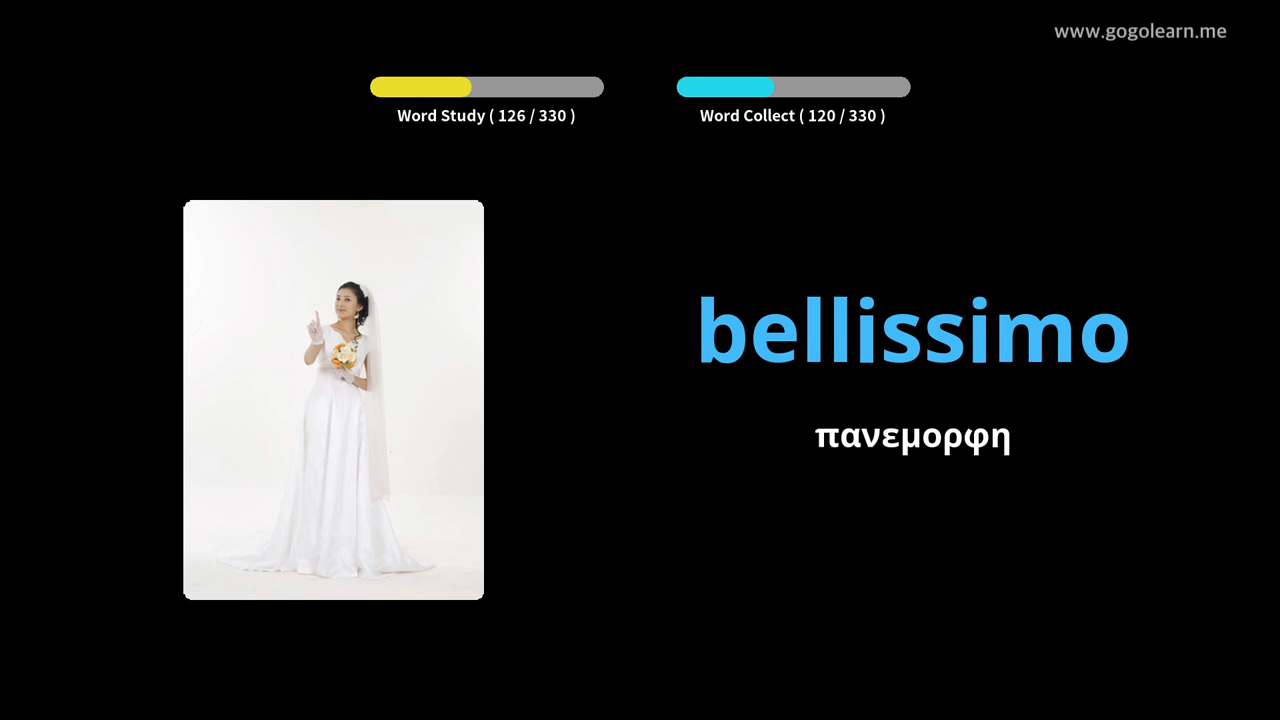 www.gogolearn.me
Word Study ( 126 / 330 )
Word Collect ( 120 / 330 )
bellissimo
πανεμορφη